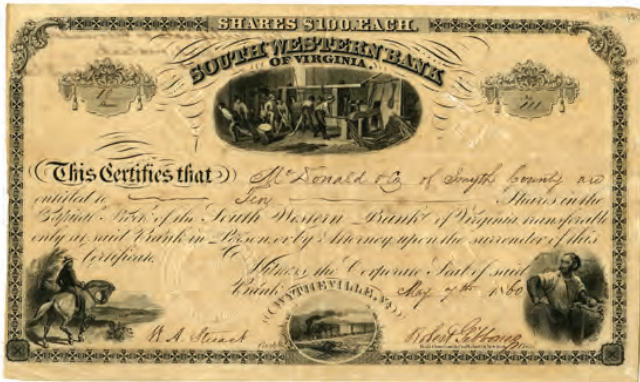 SHARES $100. EACH.
SOUTH WESTERN BANK
OF VIRGINIA.
10
This Certifies that McDonald & Co of Smyth County are
entitled to Ten Shares in the
Capital Stock of the South Western Bank of Virginia transferable
only at said Bank in Person, or by Attorney, upon the surrender of this
Certificate.
Witness the Corporate Seal of said
Bank May 7th 1860
WYTHEVILLE, VA.
Robert Gibboney